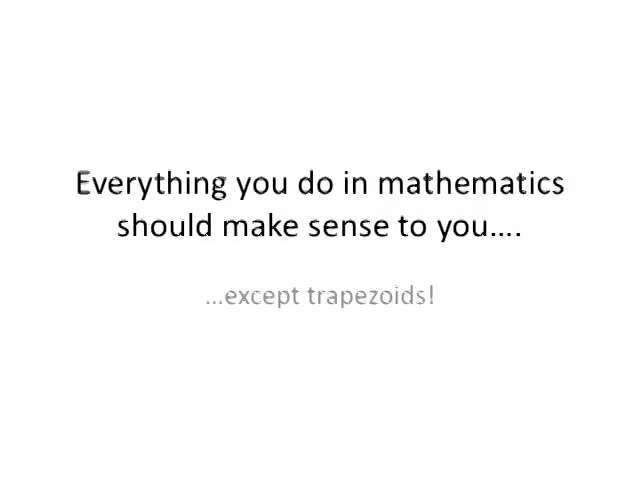 Everything you do in mathematics
should make sense to you....
...except trapezoids!